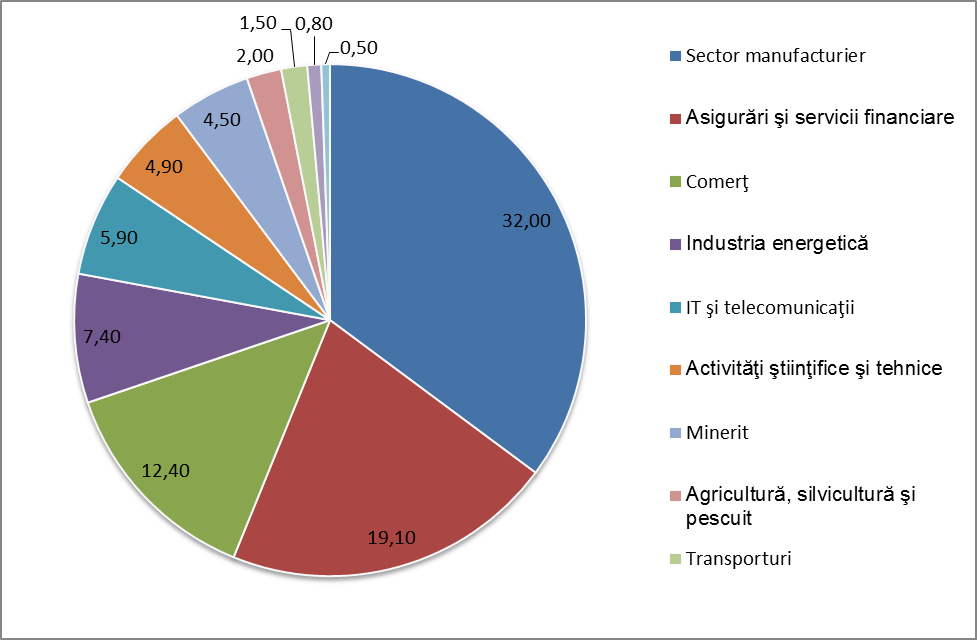 1,50
0,80
0,50
2,00
4,50
4,90
5,90
7,40
12,40
19,10
32,00
Sector manufacturier
Asigurări şi servicii financiare
Comerţ
Industria energetică
IT şi telecomunicaţii
Activităţi ştiinţifice şi tehnice
Minerit
Agricultură, silvicultură şi
pescuit
Transporturi